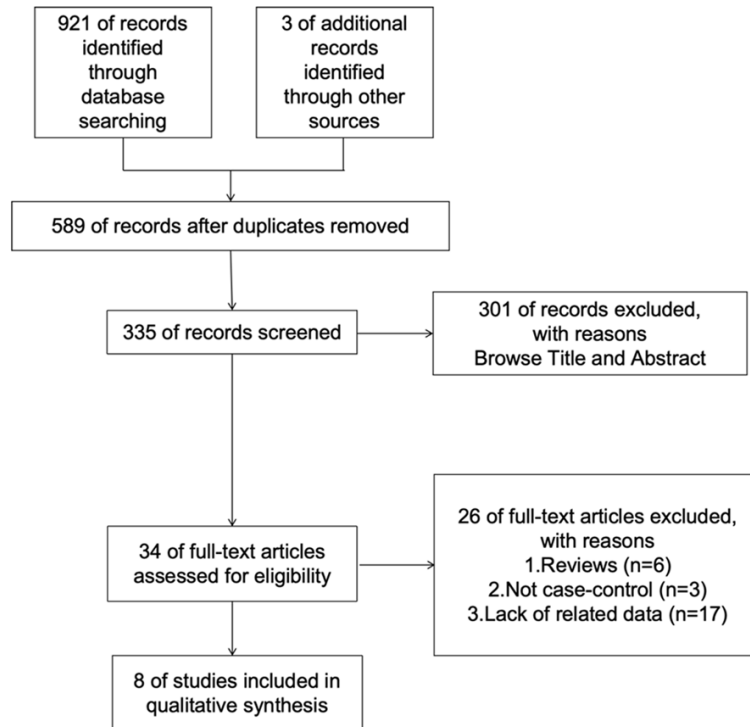 921 of records
identified
through
database
searching
3 of additional
records
identified
through other
sources
589 of records after duplicates removed
335 of records screened
301 of records excluded,
with reasons
Browse Title and Abstract
34 of full-text articles
assessed for eligibility
26 of full-text articles excluded,
with reasons
1.Reviews (n=6)
2.Not case-control (n=3)
3.Lack of related data (n=17)
8 of studies included in
qualitative synthesis